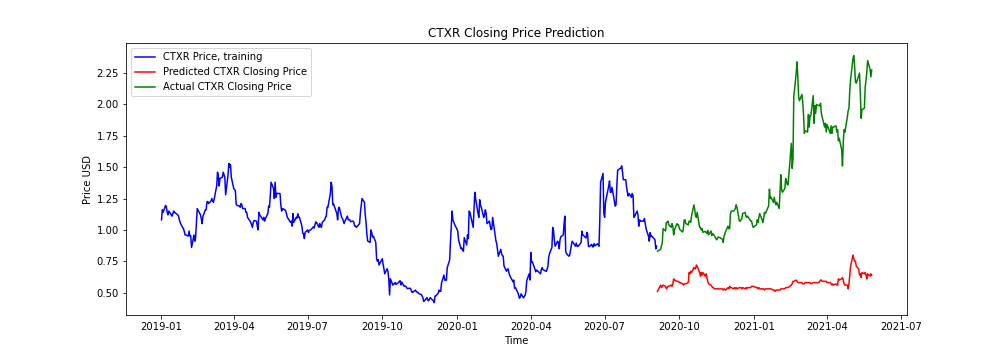 CTXR Closing Price Prediction
CTXR Price, training
Predicted CTXR Closing Price
Actual CTXR Closing Price
Price USD
2.25
2.00
1.75
1.50
1.25
1.00
0.75
0.50
2019-01 2019-04 2019-07 2019-10 2020-01 2020-04 2020-07 2020-10 2021-01 2021-04 2021-07
Time